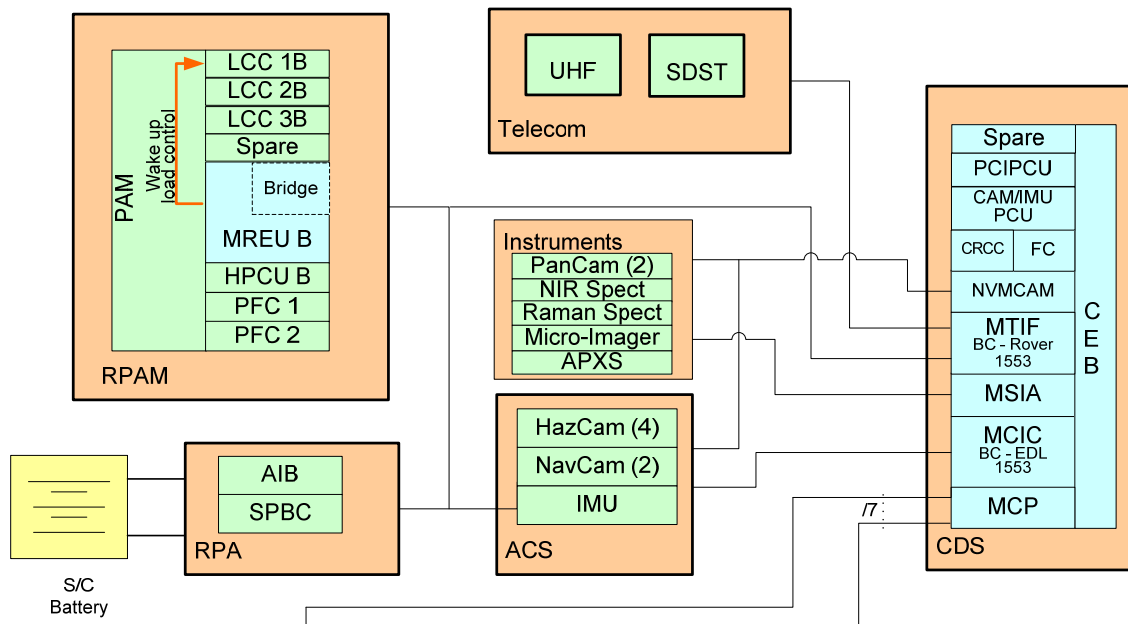 LCC 1B
LCC 2B
LCC 3B
Spare
Wake up
load control
PAM
Bridge
MREU B
HPCU B
PFC 1
PFC 2
RPAM
UHF
SDST
Telecom
Instruments
PanCam (2)
NIR Spect
Raman Spect
Micro-Imager
APXS
HazCam (4)
NavCam (2)
IMU
ACS
AIB
SPBC
RPA
S/C
Battery
Spare
PCIPCU
CAM/IMU
PCU
CRCC
FC
NVMCAM
MTIF
BC - Rover
1553
MSIA
MCIC
BC - EDL
1553
MCP
C
E
B
CDS
/7